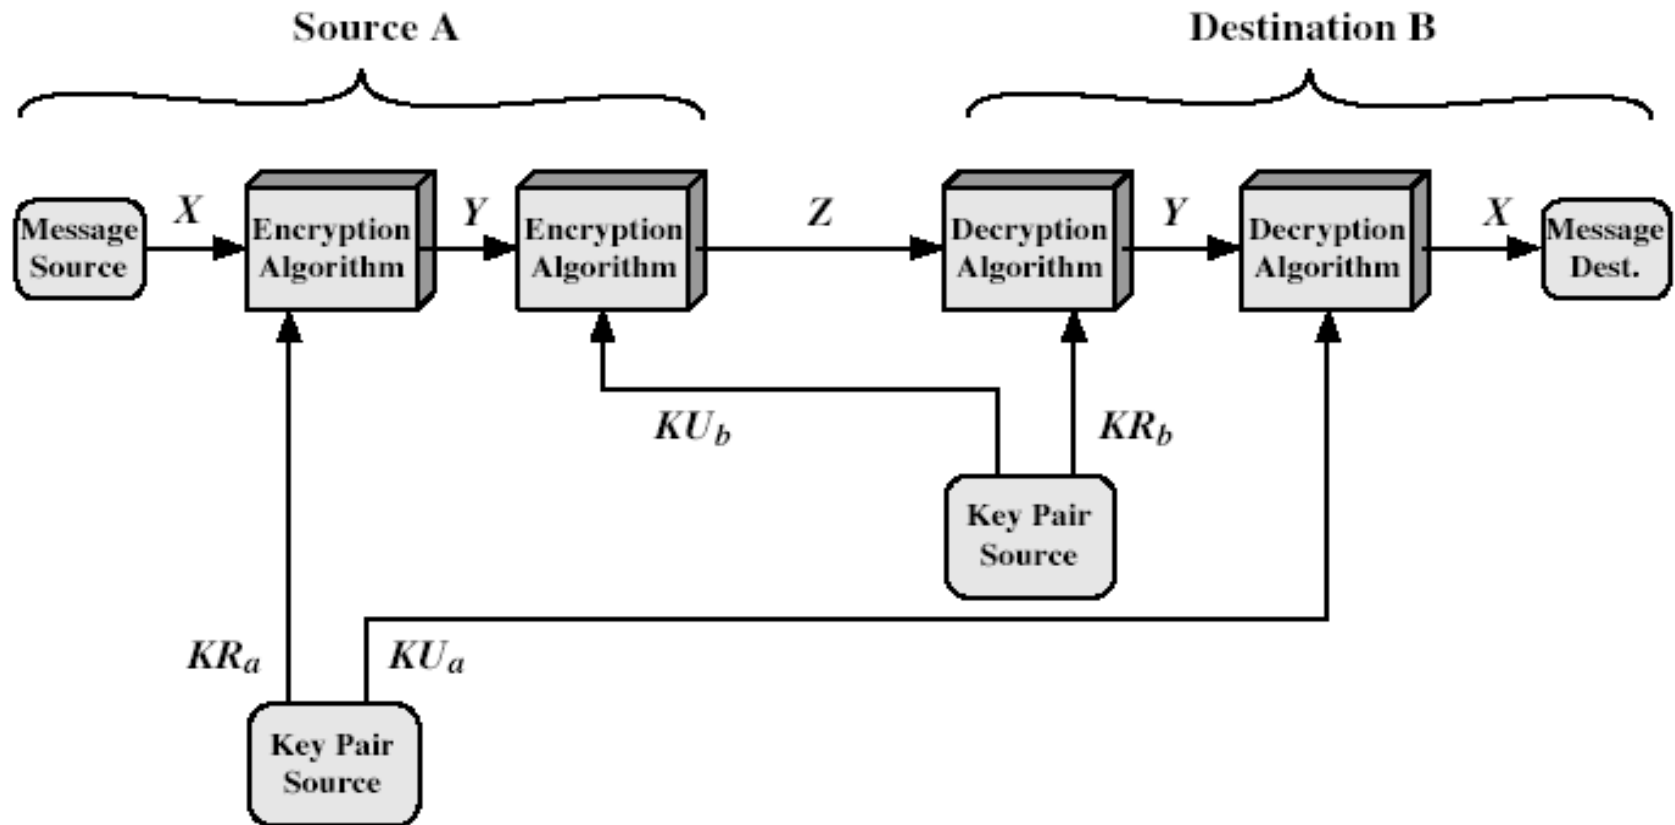 Source A
Destination B
Message
Source
X
Encryption
Algorithm
Y
Encryption
Algorithm
Z
Decryption
Algorithm
Y
Decryption
Algorithm
X
Message
Dest.
KUb
KRb
Key Pair
Source
KRa
KUa
Key Pair
Source